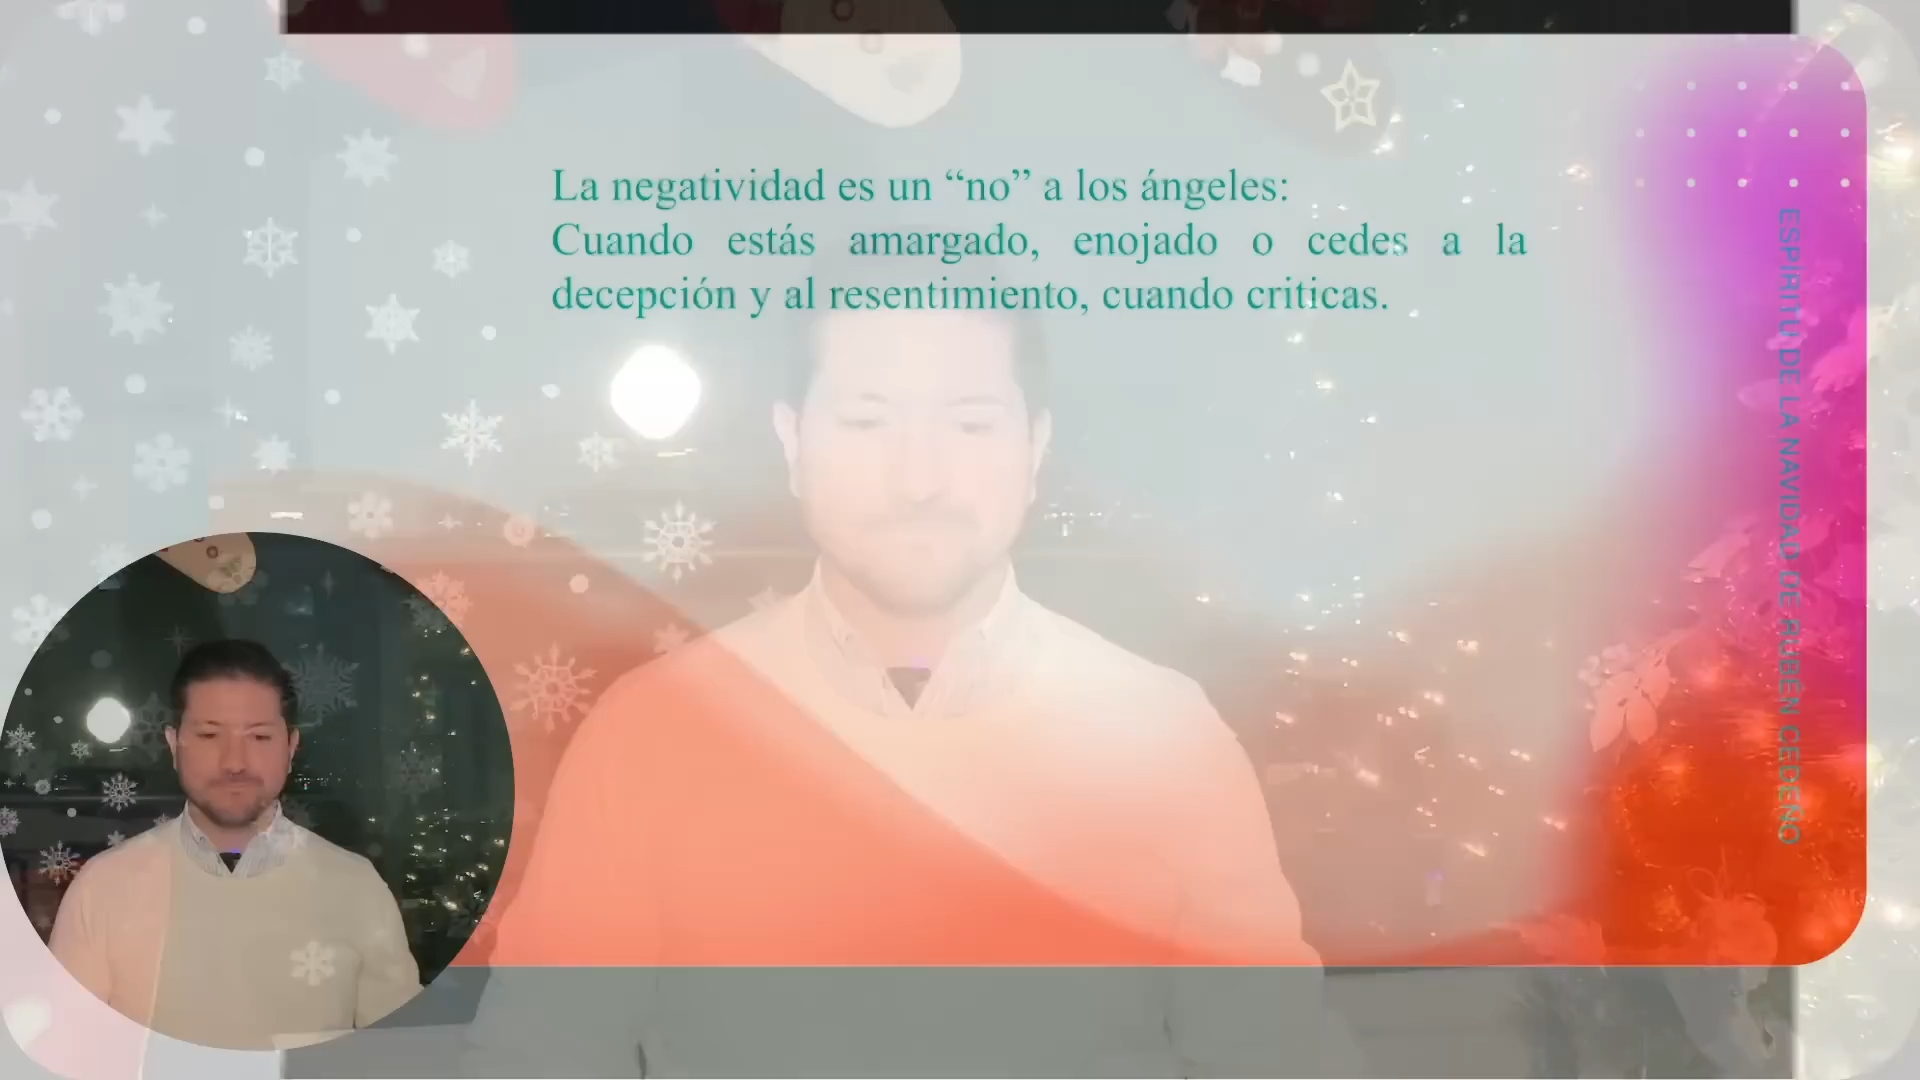 La negatividad es un “no” a los ángeles:
Cuando estás amargado, enojado o cedes a la
decepción y al resentimiento, cuando criticas.
ESPÍRITU DE LA NAVIDAD DE RUBÉN CEDEÑO